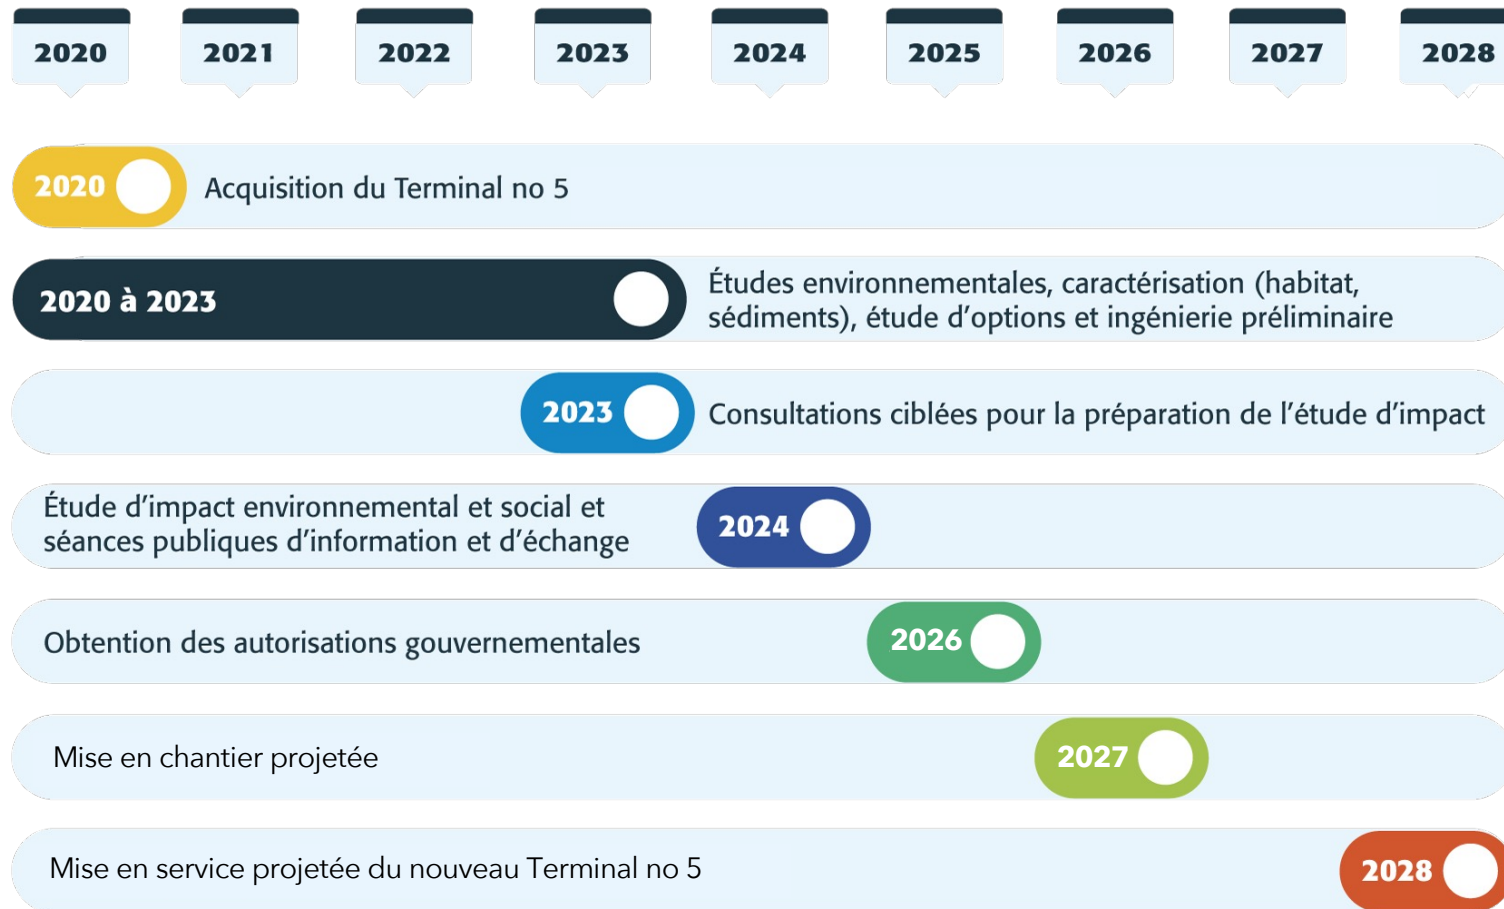 2020 2021 2022 2023 2024 2025 2026 2027 2028
2020 Acquisition du Terminal no 5
2020 à 2023
Études environnementales, caractérisation (habitat,
sédiments), étude d’options et ingénierie préliminaire
2023 Consultations ciblées pour la préparation de l’étude d’impact
Étude d’impact environnemental et social et
séances publiques d’information et d’échange
2024
Obtention des autorisations gouvernementales 2026
Mise en chantier projetée 2027
Mise en service projetée du nouveau Terminal no 5 2028